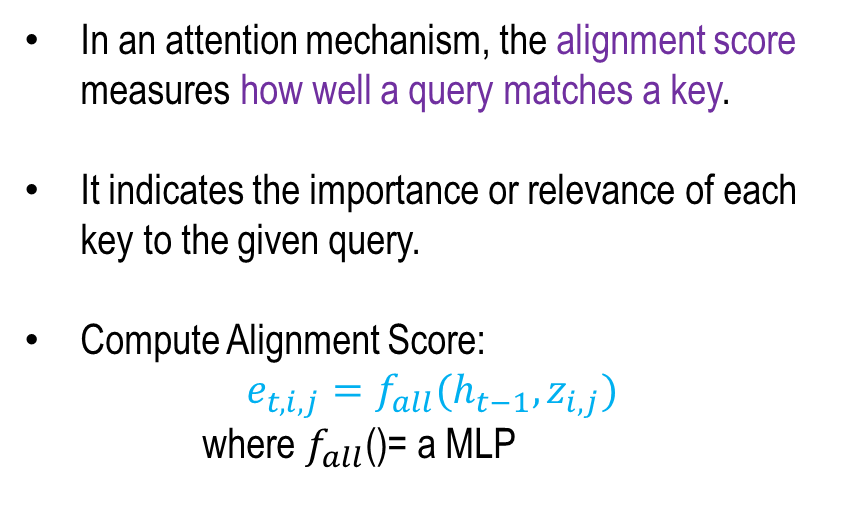 • In an attention mechanism, the alignment score
measures how well a query matches a key.
• It indicates the importance or relevance of each
key to the given query.
• Compute Alignment Score:
e_{t,i,j} = f_{all}(h_{t-1}, z_{i,j})
where f_{all}()= a MLP